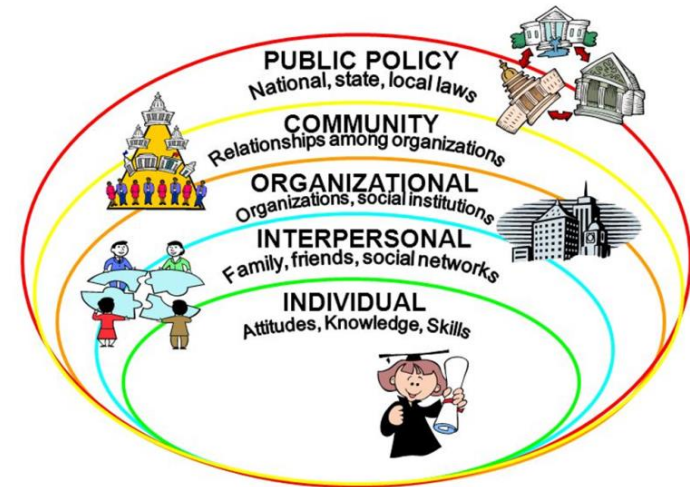 PUBLIC POLICY
National, state, local laws
COMMUNITY
Relationships among organizations
ORGANIZATIONAL
Organizations, social institutions
INTERPERSONAL
Family, friends, social networks
INDIVIDUAL
Attitudes, Knowledge, Skills